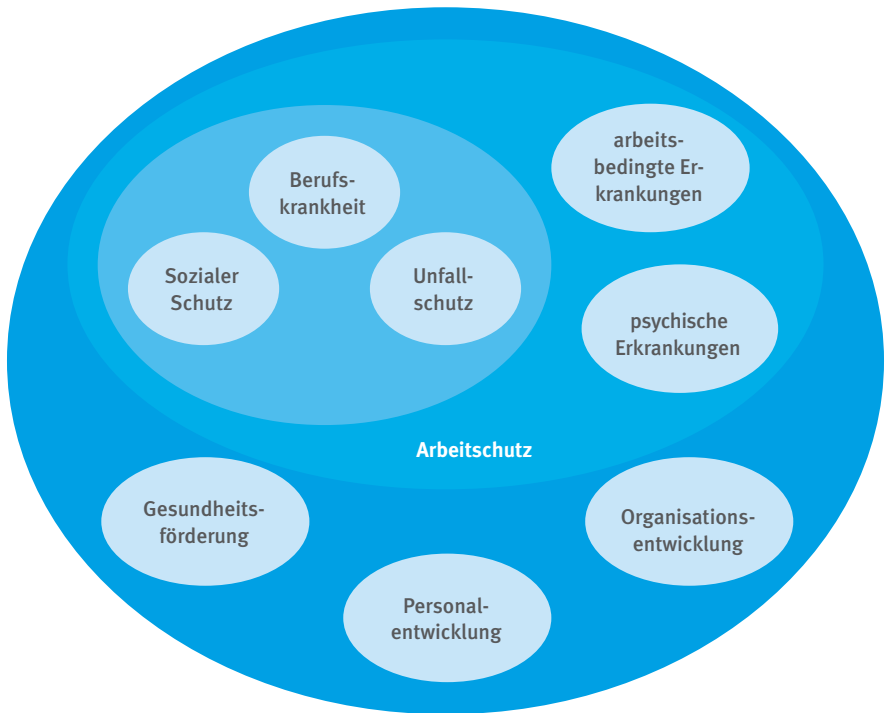 Berufs-
krankheit
Sozialer
Schutz
Unfall-
schutz
arbeits-
bedingte Er-
krankungen
psychische
Erkrankungen
Arbeitschutz
Gesundheits-
förderung
Personal-
entwicklung
Organisations-
entwicklung